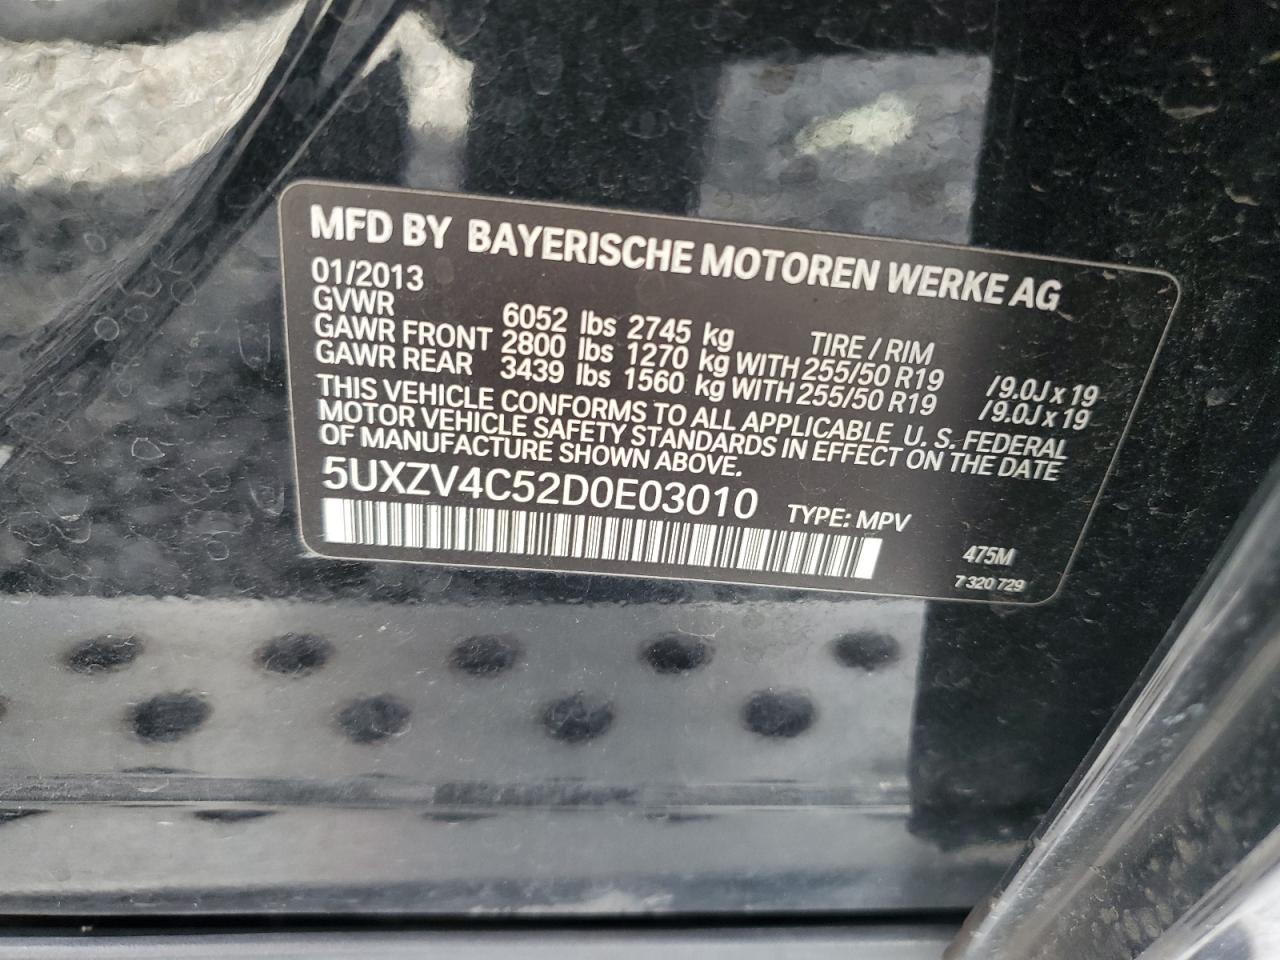 MFD BY BAYERISCHE MOTOREN WERKE AG
01/2013
GVWR 6052 lbs 2745 kg TIRE / RIM
GAWR FRONT 2800 lbs 1270 kg WITH 255/50 R19 /9.0J x 19
GAWR REAR 3439 lbs 1560 kg WITH 255/50 R19 /9.0J x 19
THIS VEHICLE CONFORMS TO ALL APPLICABLE U. S. FEDERAL
MOTOR VEHICLE SAFETY STANDARDS IN EFFECT ON THE DATE
OF MANUFACTURE SHOWN ABOVE.
5UXZV4C52D0E03010 TYPE: MPV
475M
7 320 729